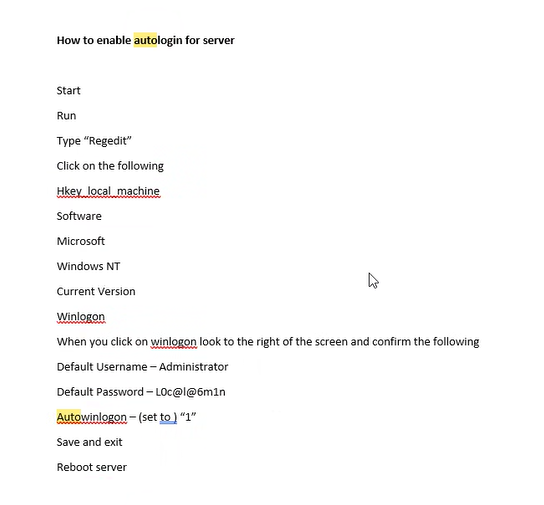 How to enable autologin for server
Start
Run
Type “Regedit”
Click on the following
Hkey_local_machine
Software
Microsoft
Windows NT
Current Version
Winlogon
When you click on winlogon look to the right of the screen and confirm the following
Default Username – Administrator
Default Password – L0c@l@6m1n
Autowinlogon – (set to ) “1”
Save and exit
Reboot server